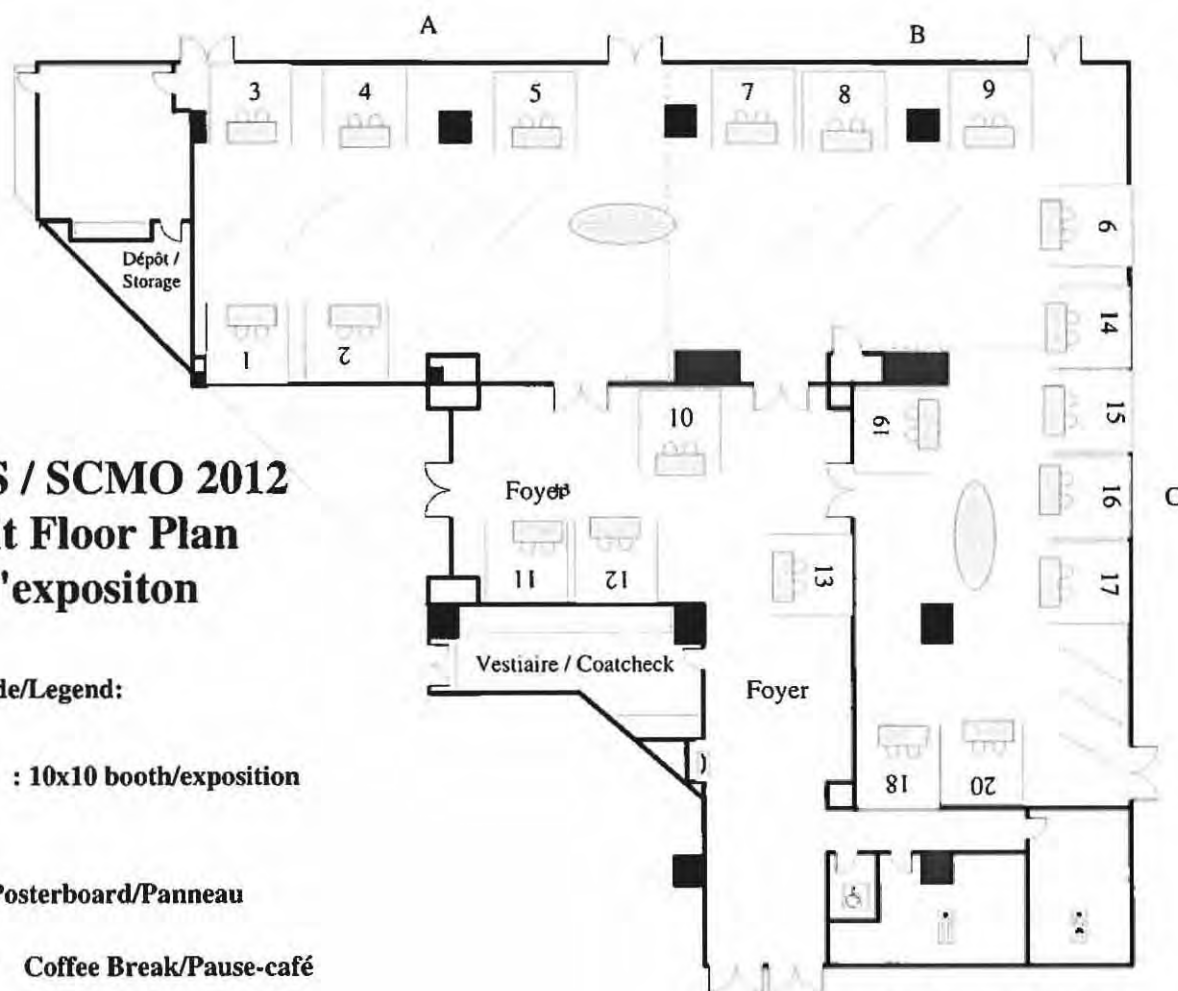 A
B
3
4
5
7
8
9
6
Dépôt /
Storage
14
1
2
10
19
15
S / SCMO 2012
t Floor Plan
'expositon
Foyer
16
C
11
12
13
17
Vestiaire / Coatcheck
de/Legend:
Foyer
: 10x10 booth/exposition
18
20
Posterboard/Panneau
Coffee Break/Pause-café